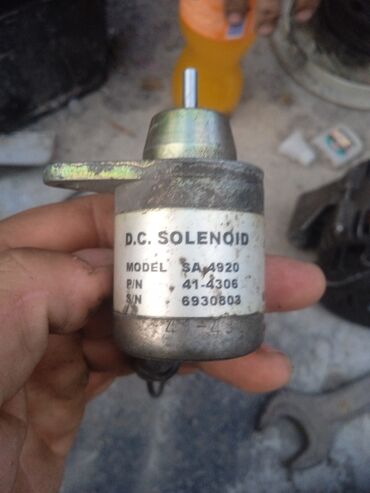 D.C. SOLENOID
MODEL SA-4920
P/N 41-4306
S/N 6930803